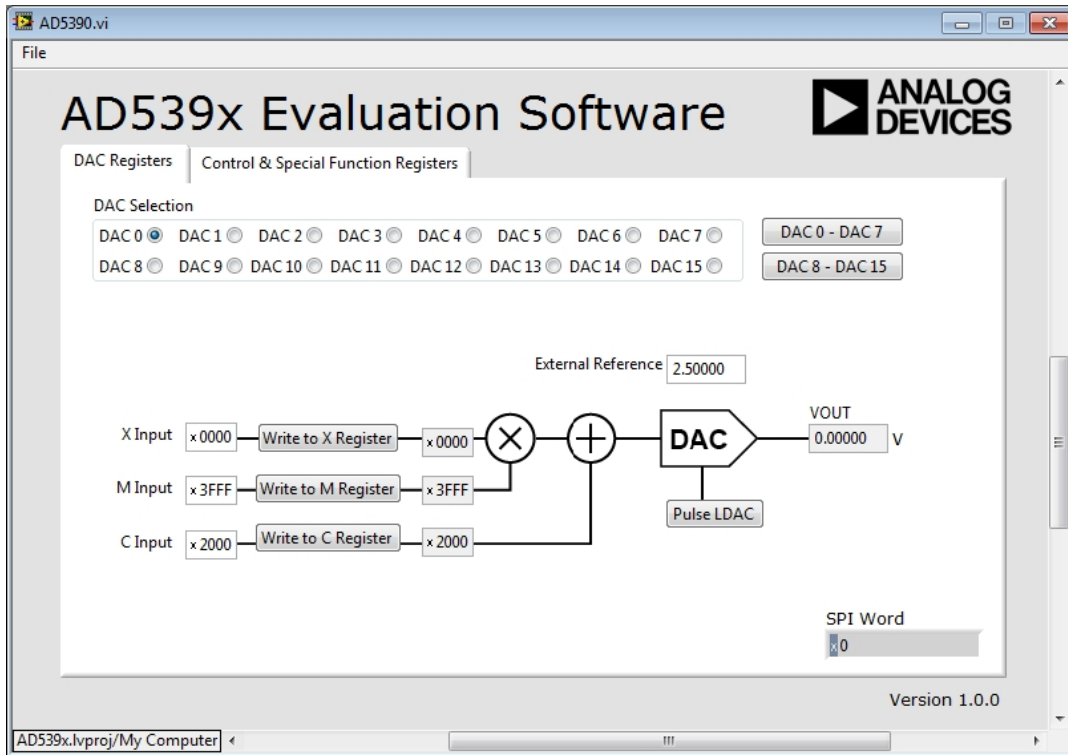 AD5390.vi
File
AD539x Evaluation Software
ANALOG
DEVICES
DAC Registers
Control & Special Function Registers
DAC Selection
DAC 0 DAC 1 DAC 2 DAC 3 DAC 4 DAC 5 DAC 6 DAC 7
DAC 8 DAC 9 DAC 10 DAC 11 DAC 12 DAC 13 DAC 14 DAC 15
DAC 0 - DAC 7
DAC 8 - DAC 15
External Reference 2.50000
X Input x 0000 Write to X Register x 0000
M Input x 3FFF Write to M Register x 3FFF
C Input x 2000 Write to C Register x 2000
DAC
Pulse LDAC
VOUT
0.00000 V
SPI Word
x 0
Version 1.0.0
AD539x.lvproj/My Computer